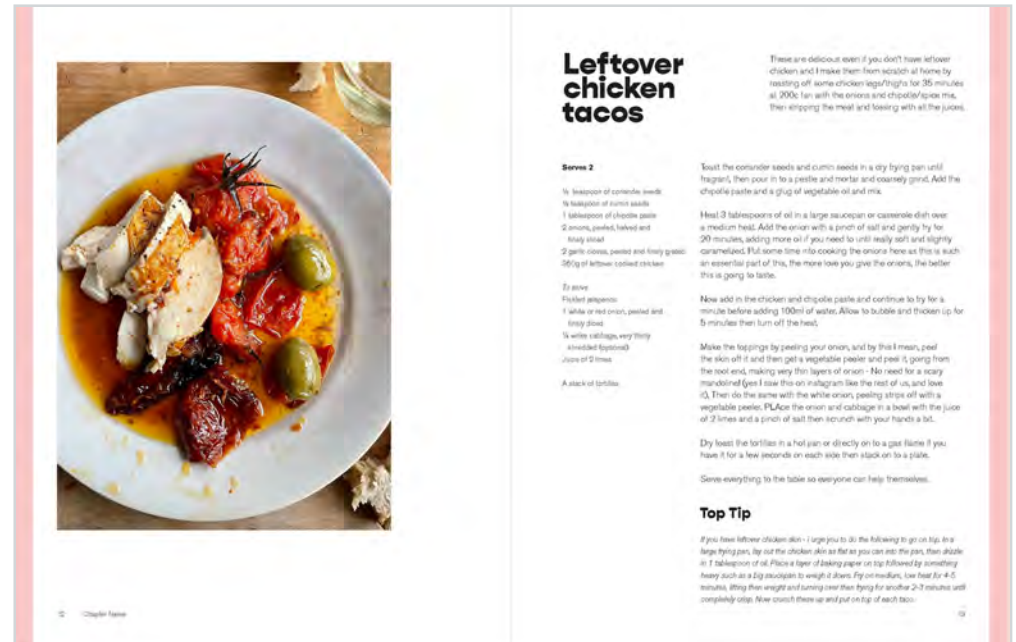 Leftover
chicken
tacos
These are delicious even if you don't have leftover
chicken and I make them from scratch at home by
roasting off some chicken legs/thighs for 35 minutes
at 200c fan with the onions and chipotle/spice mix,
then stripping the meat and tossing with all the juices.
Serves 2
teaspoon of coriander seeds
teaspoon of cumin seeds
1 tablespoon of chipotle paste
2 onions, peeled, halved and
finely sliced
2 garlic cloves, peeled and finely grated
of leftover cooked chicken
To serve
Pickled jalapenos
1 white or red onion, peeled and
finely diced
¼ white cabbage, very thinly
shredded (optional)
Juice of 2 limes
A stack of tortillas
Toast the coriander seeds and cumin seeds in a dry frying pan until
fragrant, then pour in to a pestle and mortar and coarsely grind. Add the
chipotle paste and a glug of vegetable oil and mix.
Heat 3 tablespoons of oil in a large saucepan or casserole dish over
a medium heat. Add the onion with a pinch of salt and gently fry for
20 minutes, adding more oil if you need to until really soft and slightly
caramelized. Put some time into cooking the onions here as this is such
an essential part of this, the more love you give the onions, the better
this is going to taste.
Now add in the chicken and chipotle paste and continue to fry for a
minute before adding 100ml of water. Allow to bubble and thicken up for
5 minutes then turn off the heat.
Make the toppings by peeling your onion, and by this I mean, peel
the skin off it and then get a vegetable peeler and peel it, going from
the root end, making very thin layers of onion - No need for a scary
mandoline! (yes I saw this on instagram like the rest of us, and love
it). Then do the same with the white onion, peeling strips off with a
vegetable peeler. PLAce the onion and cabbage in a bowl with the juice
of 2 limes and a pinch of salt then scrunch with your hands a bit.
Dry toast the tortillas in a hot pan or directly on to a gas flame if you
have it for a few seconds on each side then stack on to a plate.
Serve everything to the table so everyone can help themselves.
Top Tip
If you have leftover chicken skin - I urge you to do the following to go on top. In a
large frying pan, lay out the chicken skin as flat as you can into the pan, then drizzle
in 1 tablespoon of oil. Place a layer of baking paper on top followed by something
heavy such as a big saucepan to weigh it down. Fry on medium, low heat for 4-5
minutes, lifting then weight and turning over then frying for another 2-3 minutes until
completely crisp. Now crunch these up and put on top of each taco.
12 Chapter Name
13